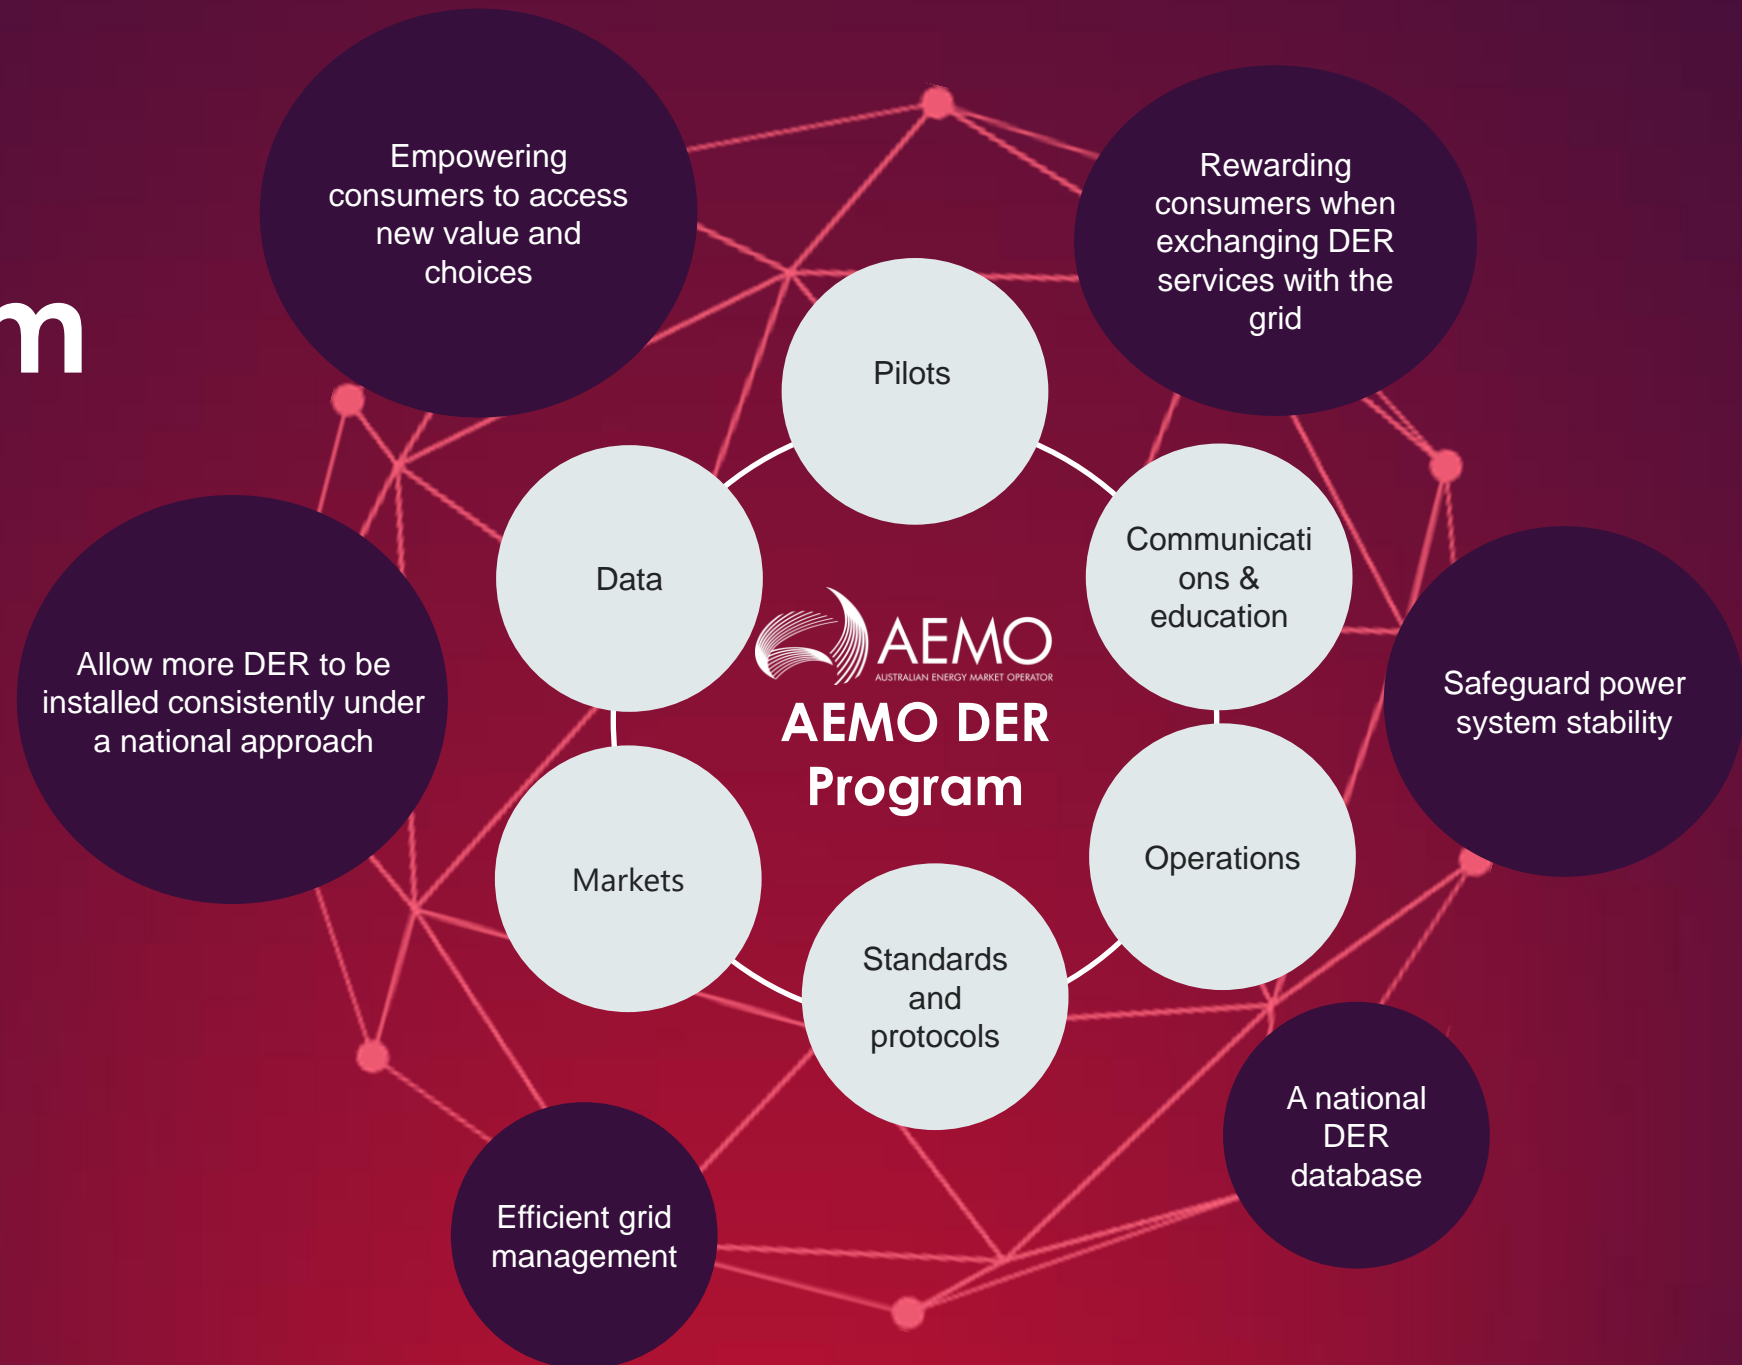 m
Empowering
consumers to access
new value and
choices
Rewarding
consumers when
exchanging DER
services with the
grid
Pilots
Data
Communicati
ons &
education
Allow more DER to be
installed consistently under
a national approach
AEMO
AUSTRALIAN ENERGY MARKET OPERATOR
AEMO DER
Program
Safeguard power
system stability
Markets
Operations
Standards
and
protocols
A national
DER
database
Efficient grid
management